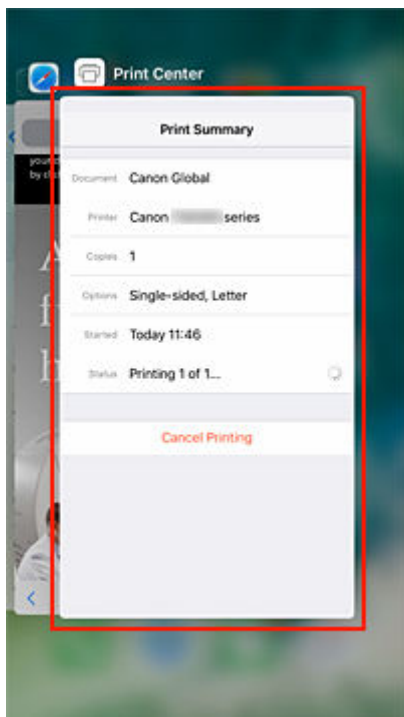 Print Center
Print Summary
Document Canon Global
Printer Canon series
Copies 1
Options Single-sided, Letter
Started Today 11:46
Status Printing 1 of 1...
Cancel Printing